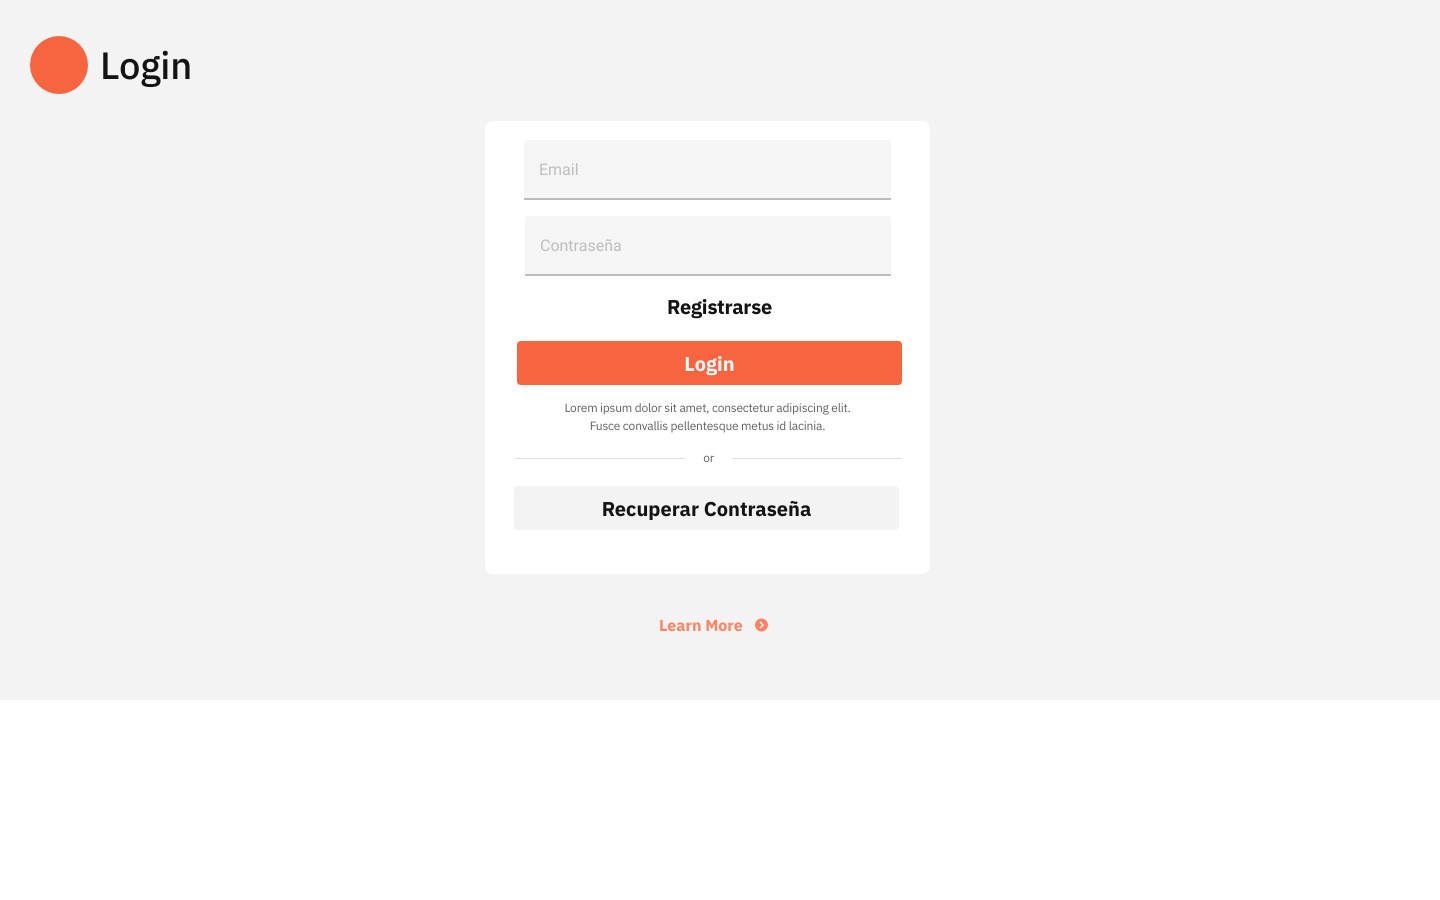 Login
Email
Contraseña
Registrarse
Login
Lorem ipsum dolor sit amet, consectetur adipiscing elit.
Fusce convallis pellentesque metus id lacinia.
or
Recuperar Contraseña
Learn More